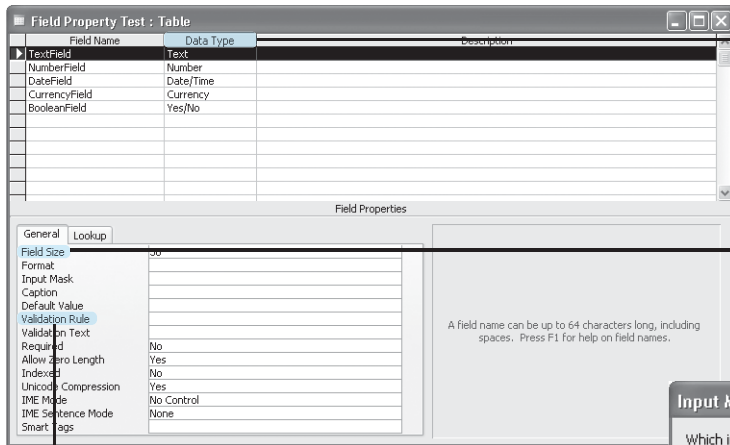 Field Property Test : Table
Field Name Data Type Description
TextField Text
NumberField Number
DateField Date/Time
CurrencyField Currency
BooleanField Yes/No
Field Properties
General Lookup
Field Size 50
Format
Input Mask
Caption
Default Value
Validation Rule
Validation Text
Required No
Allow Zero Length Yes
Indexed No
Unicode Compression Yes
IME Mode No Control
IME Sentence Mode None
Smart Tags
A field name can be up to 64 characters long, including
spaces. Press F1 for help on field names.
Input
Which